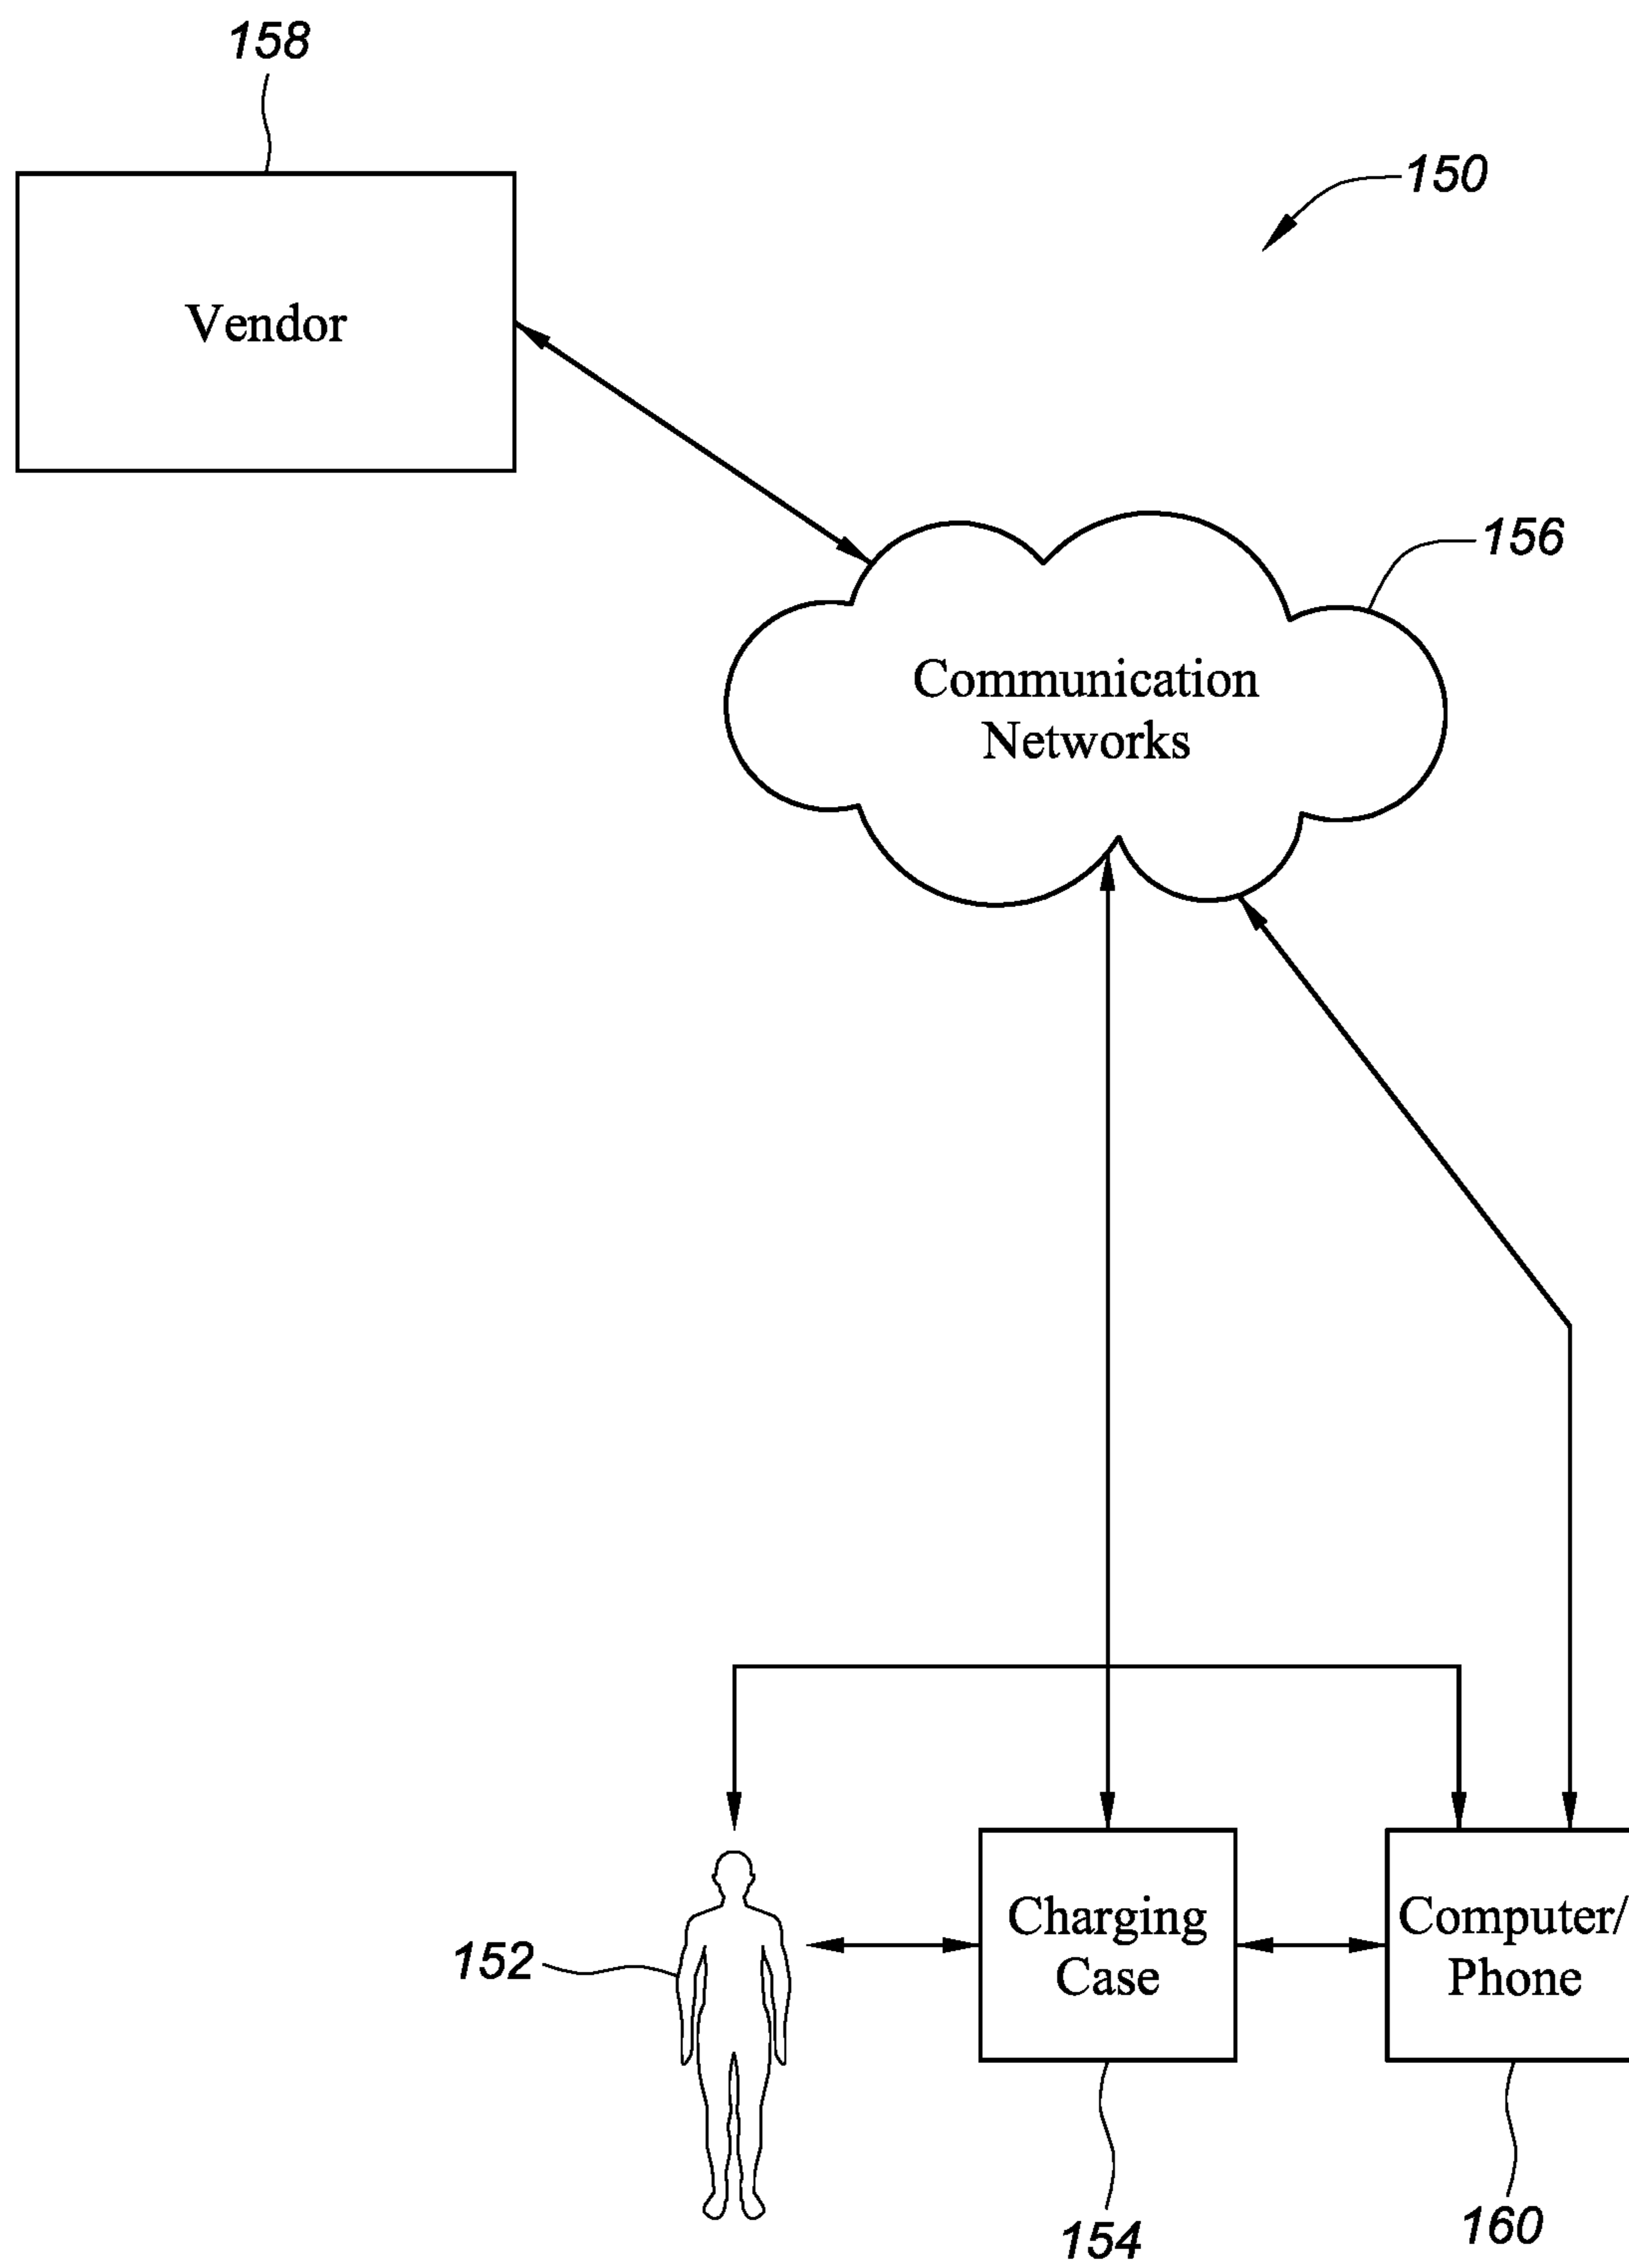 158
150
Vendor
156
Communication
Networks
Charging
Case
Computer/
Phone
152
154
160